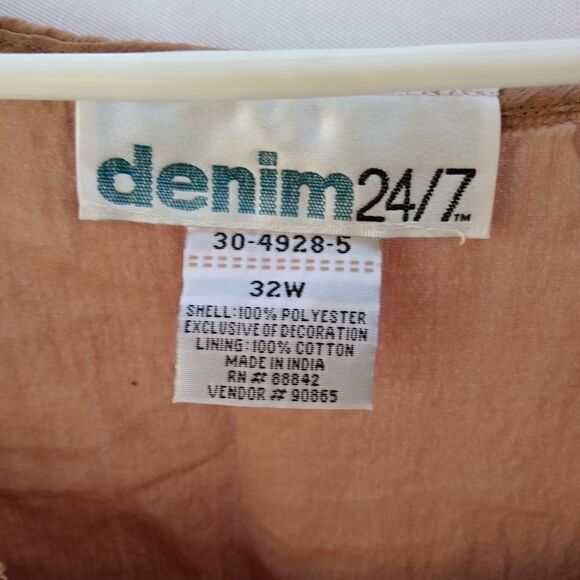 denim24/7™
30-4928-5
32W
SHELL:100% POLYESTER
EXCLUSIVE OF DECORATION
LINING:100% COTTON
MADE IN INDIA
RN # 88842
VENDOR # 90865